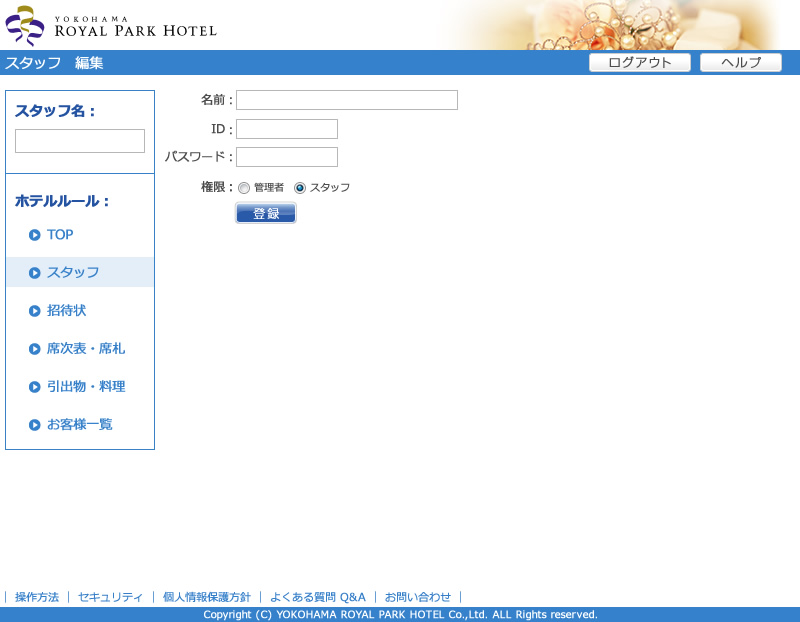 YOKOHAMA
ROYAL PARK HOTEL
スタッフ　編集
ログアウト
ヘルプ
スタッフ名：
ホテルルール：
TOP
スタッフ
招待状
席次表・席札
引出物・料理
お客様一覧
名前：
ID：
パスワード：
権限： 管理者 スタッフ
登録
｜ 操作方法 ｜ セキュリティ ｜ 個人情報保護方針 ｜ よくある質問 Q&A ｜ お問い合わせ ｜
Copyright (C) YOKOHAMA ROYAL PARK HOTEL Co.,Ltd. ALL Rights reserved.